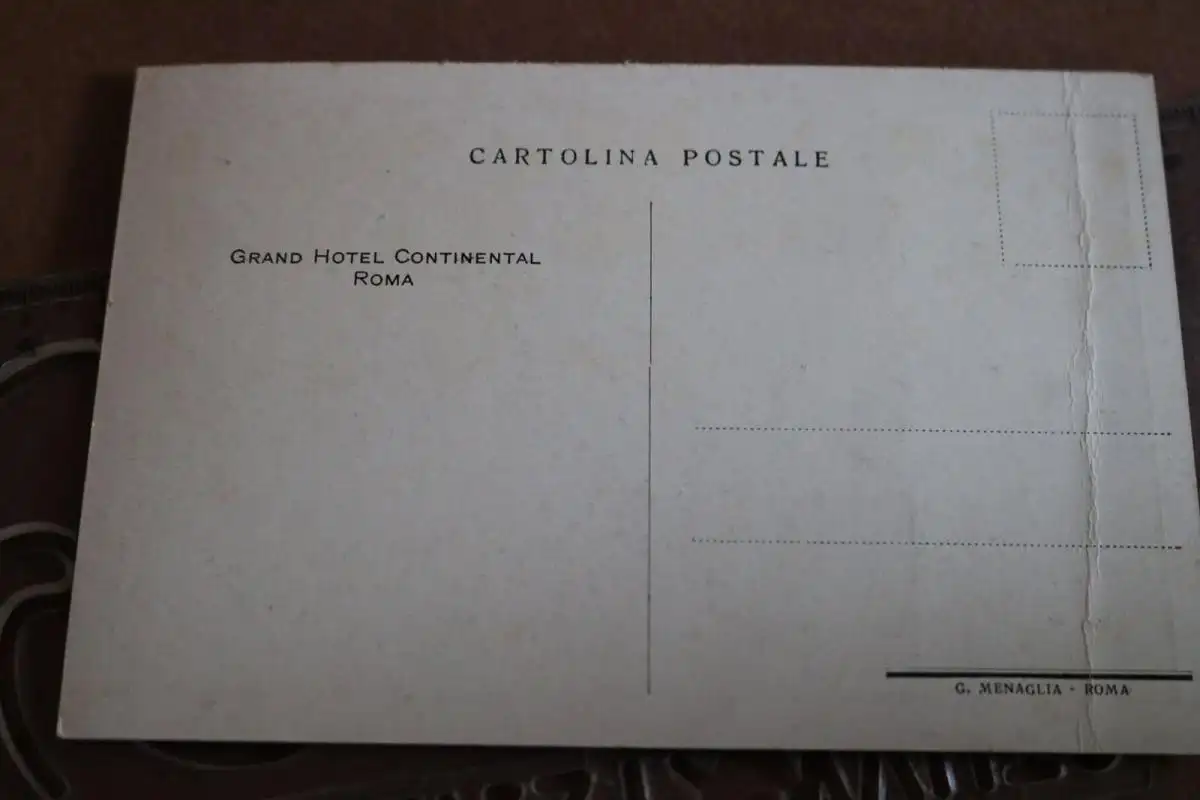 CARTOLINA POSTALE
GRAND HOTEL CONTINENTAL
ROMA
G. MENAGLIA - ROMA